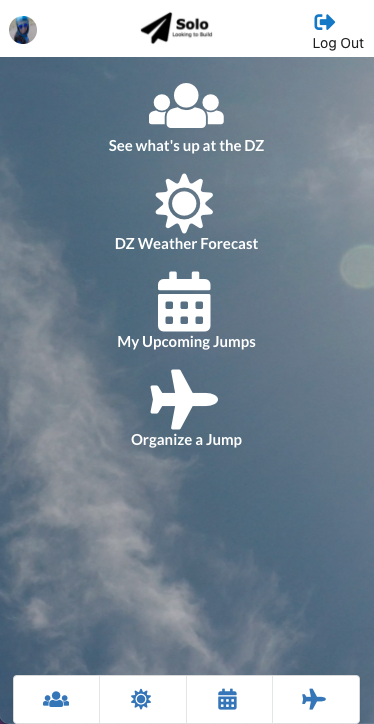 Solo
Looking to Build
Log Out
See what's up at the DZ
DZ Weather Forecast
My Upcoming Jumps
Organize a Jump